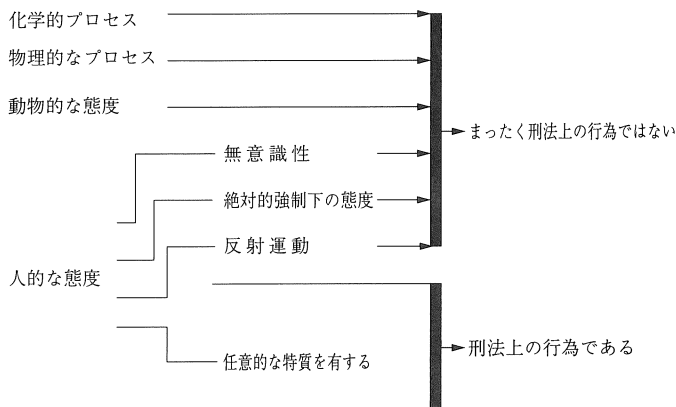 化学的プロセス
物理的なプロセス
動物的な態度
まったく刑法上の行為ではない
無意識性
絶対的強制下の態度
反射運動
人的な態度
刑法上の行為である
任意的な特質を有する